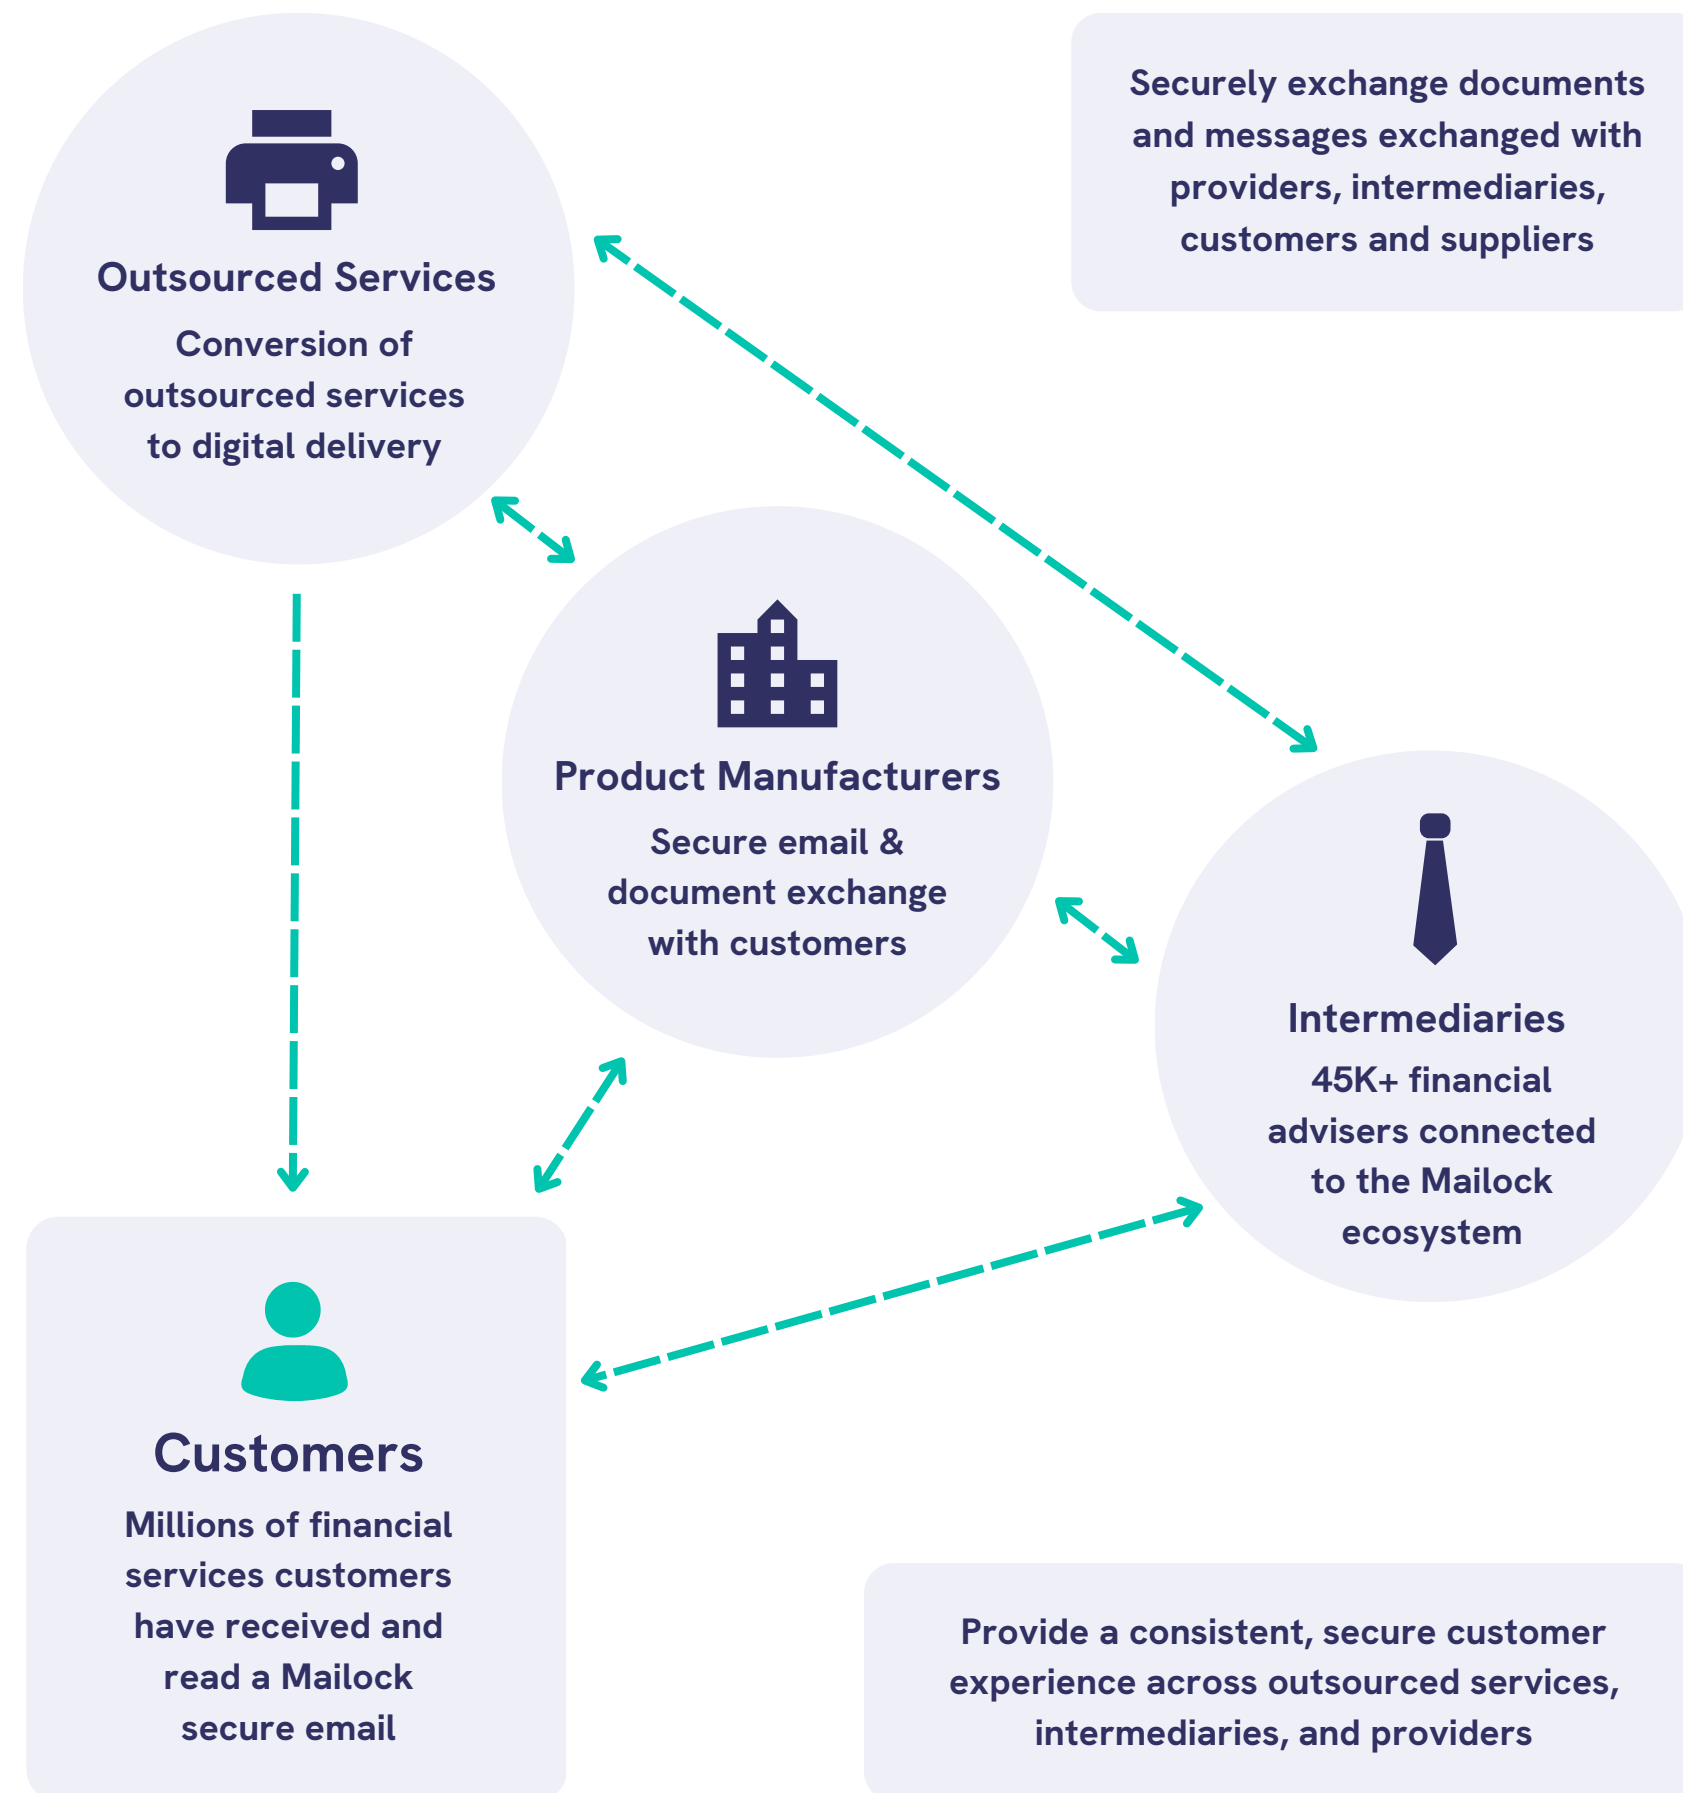 Securely exchange documents
and messages exchanged with
providers, intermediaries,
customers and suppliers
Outsourced Services
Conversion of
outsourced services
to digital delivery
Product Manufacturers
Secure email &
document exchange
with customers
Intermediaries
45K+ financial
advisers connected
to the Mailock
ecosystem
Customers
Millions of financial
services customers
have received and
read a Mailock
secure email
Provide a consistent, secure customer
experience across outsourced services,
intermediaries, and providers